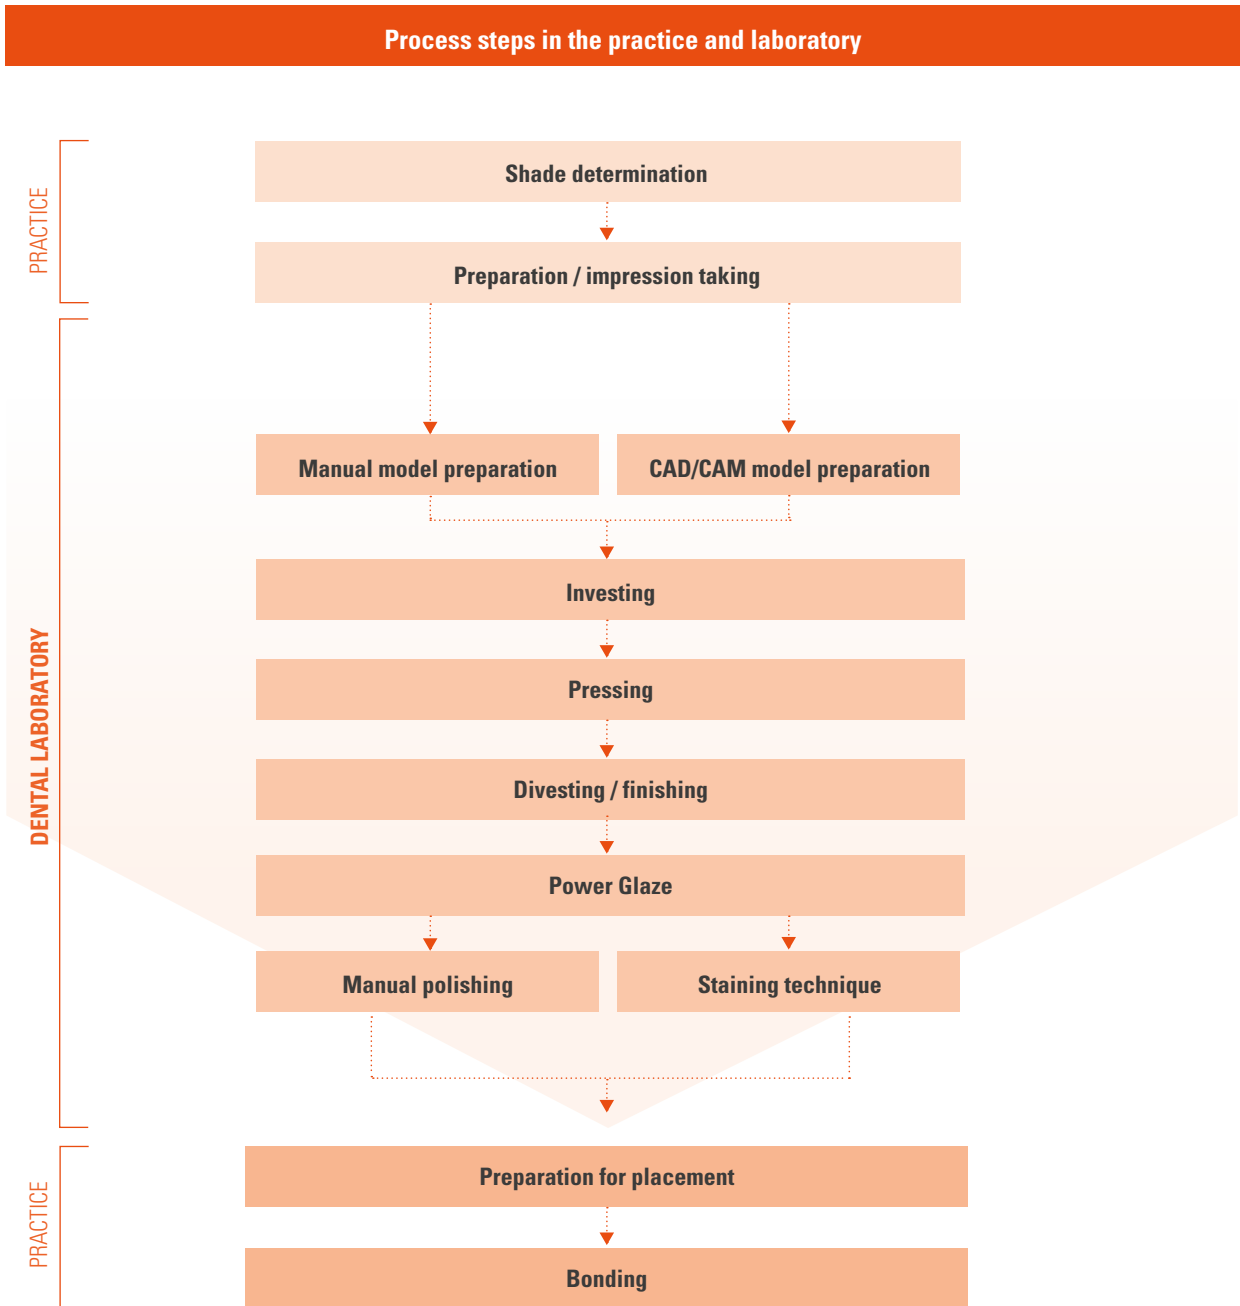 Process steps in the practice and laboratory
PRACTICE
Shade determination
Preparation / impression taking
DENTAL LABORATORY
Manual model preparation
CAD/CAM model preparation
Investing
Pressing
Divesting / finishing
Power Glaze
Manual polishing
Staining technique
PRACTICE
Preparation for placement
Bonding